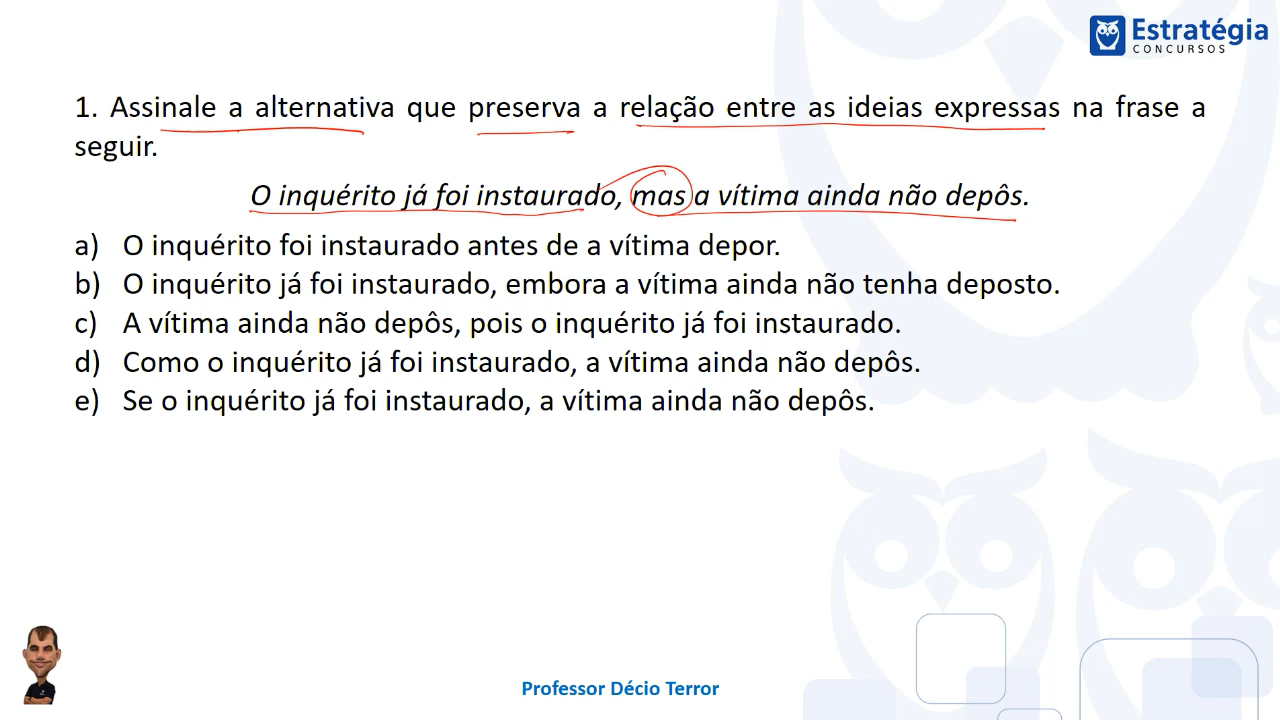 Estratégia
CONCURSOS
1. Assinale a alternativa que preserva a relação entre as ideias expressas na frase a
seguir.
O inquérito já foi instaurado, mas a vítima ainda não depôs.
a) O inquérito foi instaurado antes de a vítima depor.
b) O inquérito já foi instaurado, embora a vítima ainda não tenha deposto.
c) A vítima ainda não depôs, pois o inquérito já foi instaurado.
d) Como o inquérito já foi instaurado, a vítima ainda não depôs.
e) Se o inquérito já foi instaurado, a vítima ainda não depôs.
Professor Décio Terror